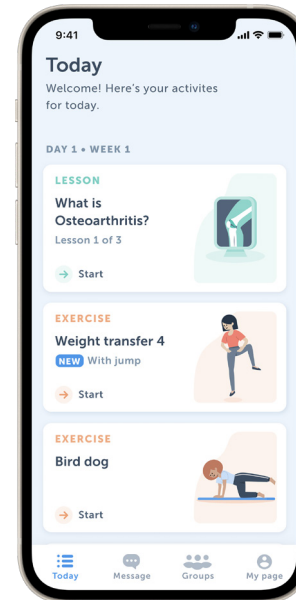 9:41
Today
Welcome! Here's your activites
for today.
DAY 1 • WEEK 1
LESSON
What is
Osteoarthritis?
Lesson 1 of 3
Start
EXERCISE
Weight transfer 4
NEW With jump
Start
EXERCISE
Bird dog
Start
Today Message Groups My page